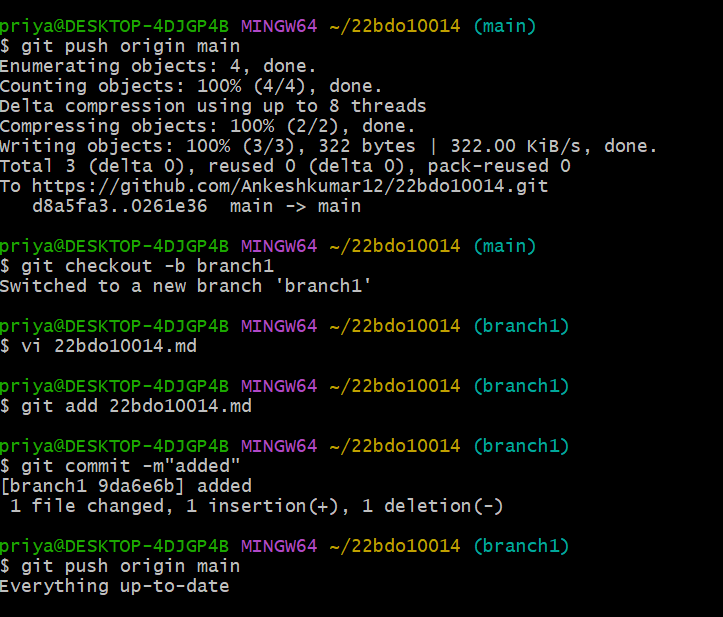 priya@DESKTOP-4DJGP4B MINGW64 ~/22bdo10014 (main)
$ git push origin main
Enumerating objects: 4, done.
Counting objects: 100% (4/4), done.
Delta compression using up to 8 threads
Compressing objects: 100% (2/2), done.
Writing objects: 100% (3/3), 322 bytes | 322.00 KiB/s, done.
Total 3 (delta 0), reused 0 (delta 0), pack-reused 0
To https://github.com/Ankeshkumar12/22bdo10014.git
   d8a5fa3..0261e36  main -> main
priya@DESKTOP-4DJGP4B MINGW64 ~/22bdo10014 (main)
$ git checkout -b branch1
Switched to a new branch 'branch1'
priya@DESKTOP-4DJGP4B MINGW64 ~/22bdo10014 (branch1)
$ vi 22bdo10014.md
priya@DESKTOP-4DJGP4B MINGW64 ~/22bdo10014 (branch1)
$ git add 22bdo10014.md
priya@DESKTOP-4DJGP4B MINGW64 ~/22bdo10014 (branch1)
$ git commit -m"added"
[branch1 9da6e6b] added
 1 file changed, 1 insertion(+), 1 deletion(-)
priya@DESKTOP-4DJGP4B MINGW64 ~/22bdo10014 (branch1)
$ git push origin main
Everything up-to-date